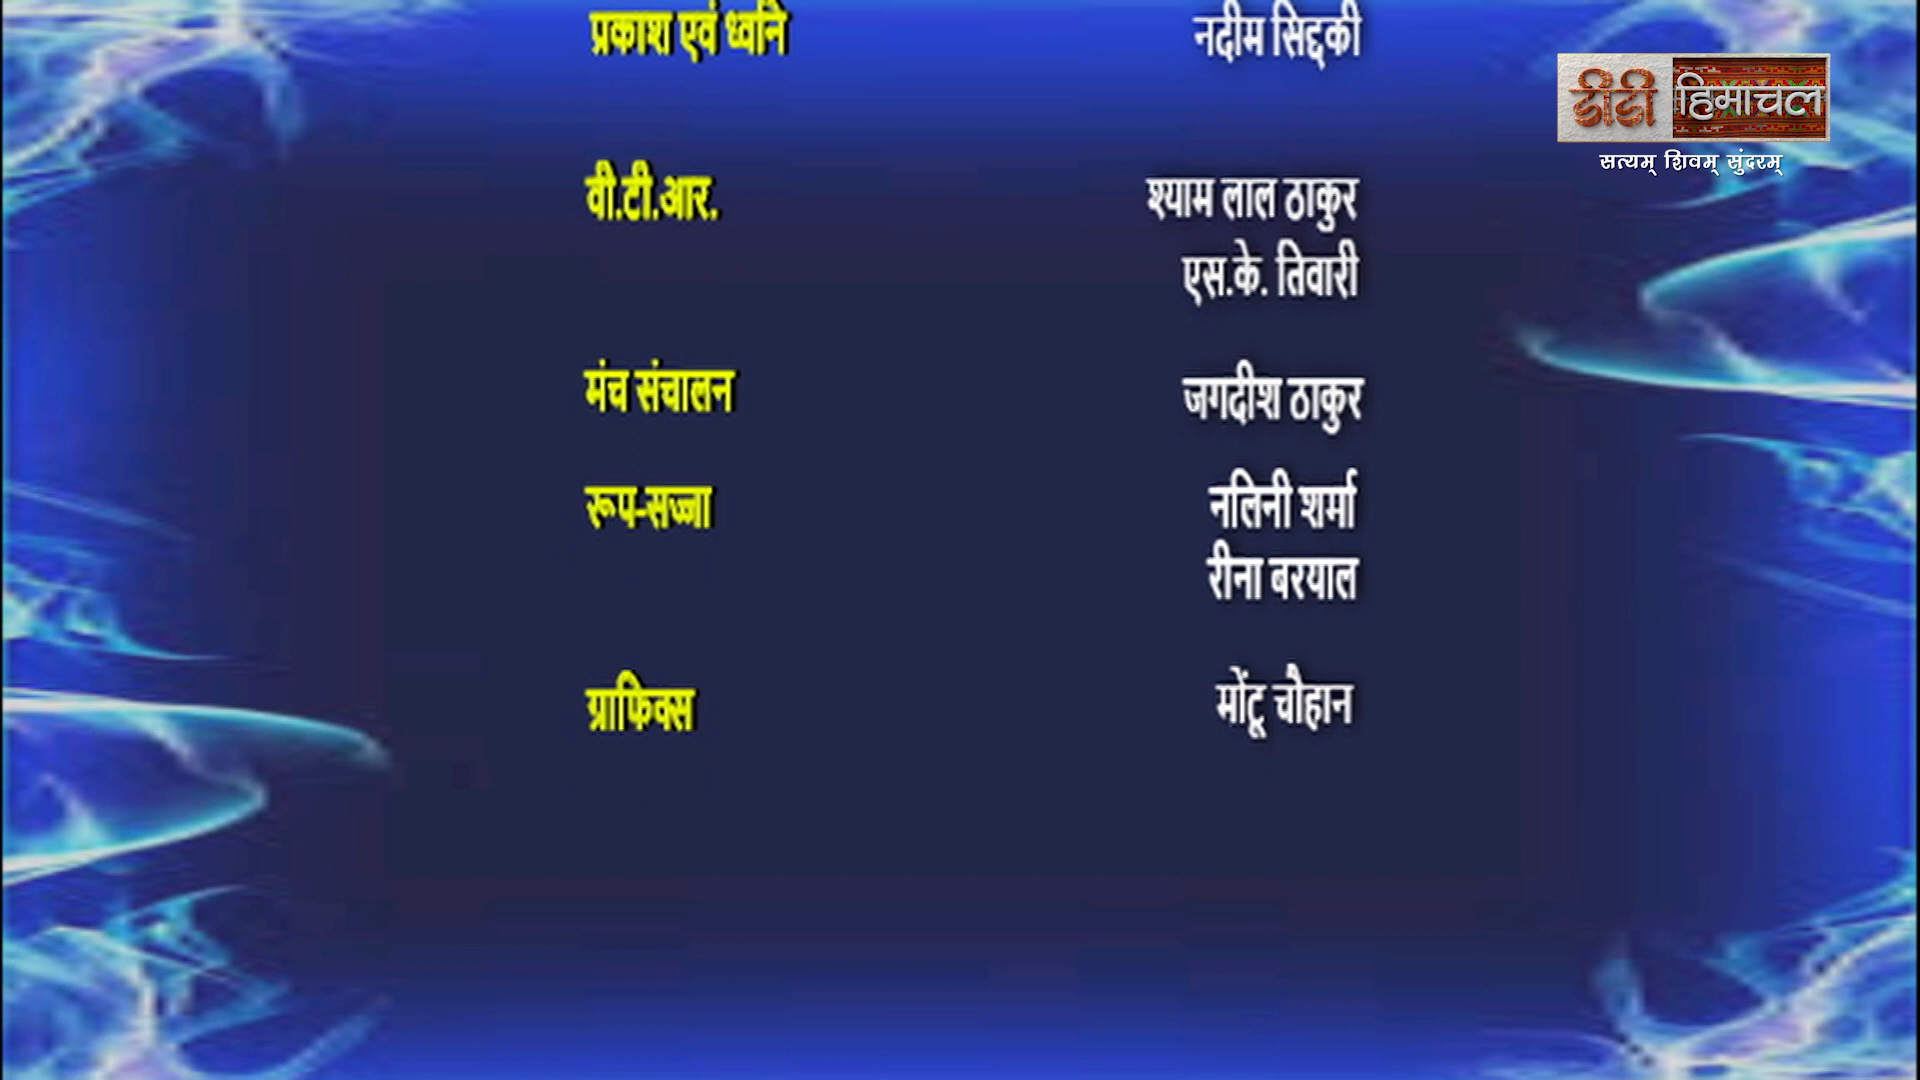 प्रकाश एवं ध्वनि नदीम सिद्दकी
डीडी हिमाचल
सत्यम् शिवम् सुंदरम्
वी.टी.आर. श्याम लाल ठाकुर
एस.के. तिवारी
मंच संचालन जगदीश ठाकुर
रूप-सज्जा नलिनी शर्मा
रीना बरयाल
ग्राफिक्स मोंटू चौहान